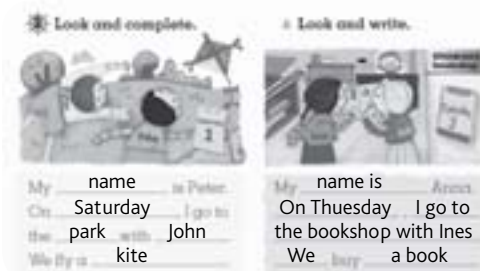 2 Look and complete.
My name is Peter.
On Saturday I go to
the park with John
We fly a kite
Look and write.
My name is Anna.
On Thuesday I go to
the bookshop with Ines
We buy a book